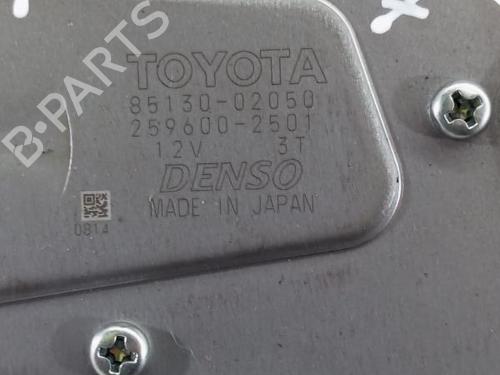 TOYOTA
85130-02050
259600-2501
12V 3T
DENSO
MADE IN JAPAN
0814
B-PARTS